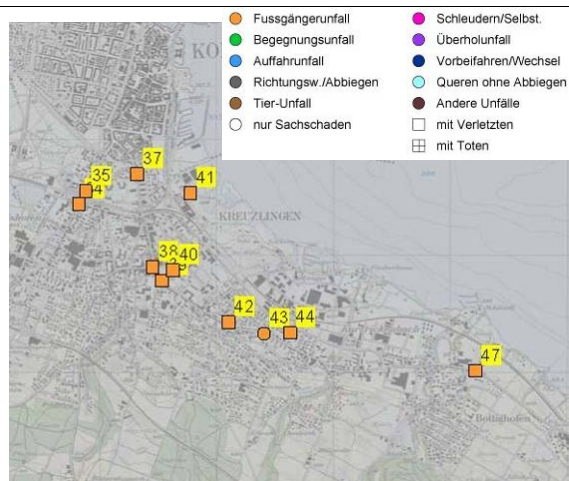 Fussgängerunfall
Begegnungsunfall
Auffahrunfall
Richtungsw./Abbiegen
Tier-Unfall
nur Sachschaden
Schleudern/Selbst.
Überholunfall
Vorbeifahren/Wechsel
Queren ohne Abbiegen
Andere Unfälle
mit Verletzten
mit Toten
KO
37
35
41
KREUZLINGEN
38
40
42
43
44
47
Bottighofen